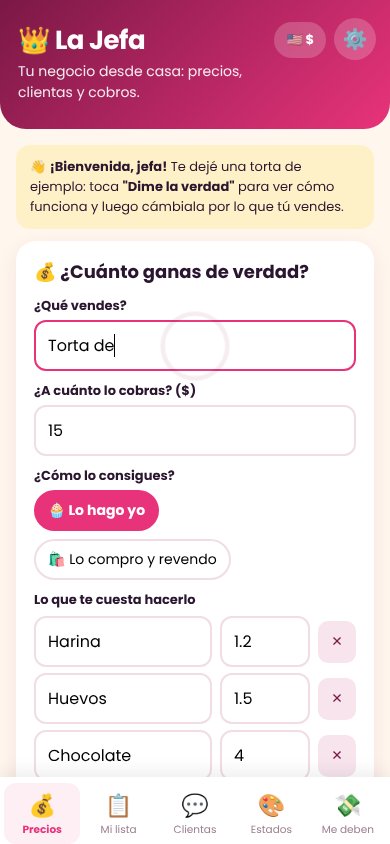 👑 La Jefa
🇺🇸 $
⚙️
Tu negocio desde casa: precios,
clientas y cobros.
👋 ¡Bienvenida, jefa! Te dejé una torta de
ejemplo: toca "Dime la verdad" para ver cómo
funciona y luego cámbiala por lo que tú vendes.
💰 ¿Cuánto ganas de verdad?
¿Qué vendes?
Torta de
¿A cuánto lo cobras? ($)
15
¿Cómo lo consigues?
🧁 Lo hago yo
🛍️ Lo compro y revendo
Lo que te cuesta hacerlo
Harina 1.2 ×
Huevos 1.5 ×
Chocolate 4 ×
💰 📋 💬 🎨 💸
Precios Mi lista Clientas Estados Me deben